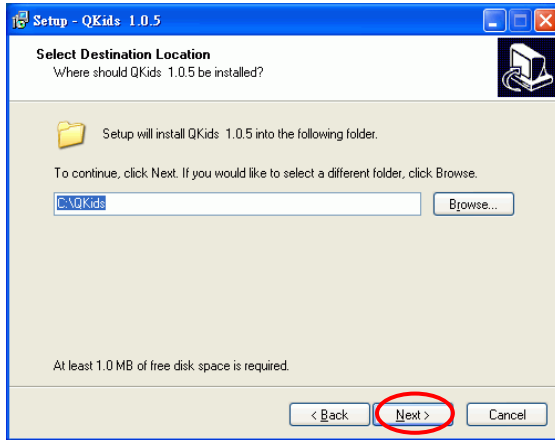 Setup - QKids 1.0.5
Select Destination Location
Where should QKids 1.0.5 be installed?
Setup will install QKids 1.0.5 into the following folder.
To continue, click Next. If you would like to select a different folder, click Browse.
C:\QKids
Browse...
At least 1.0 MB of free disk space is required.
< Back
Next >
Cancel